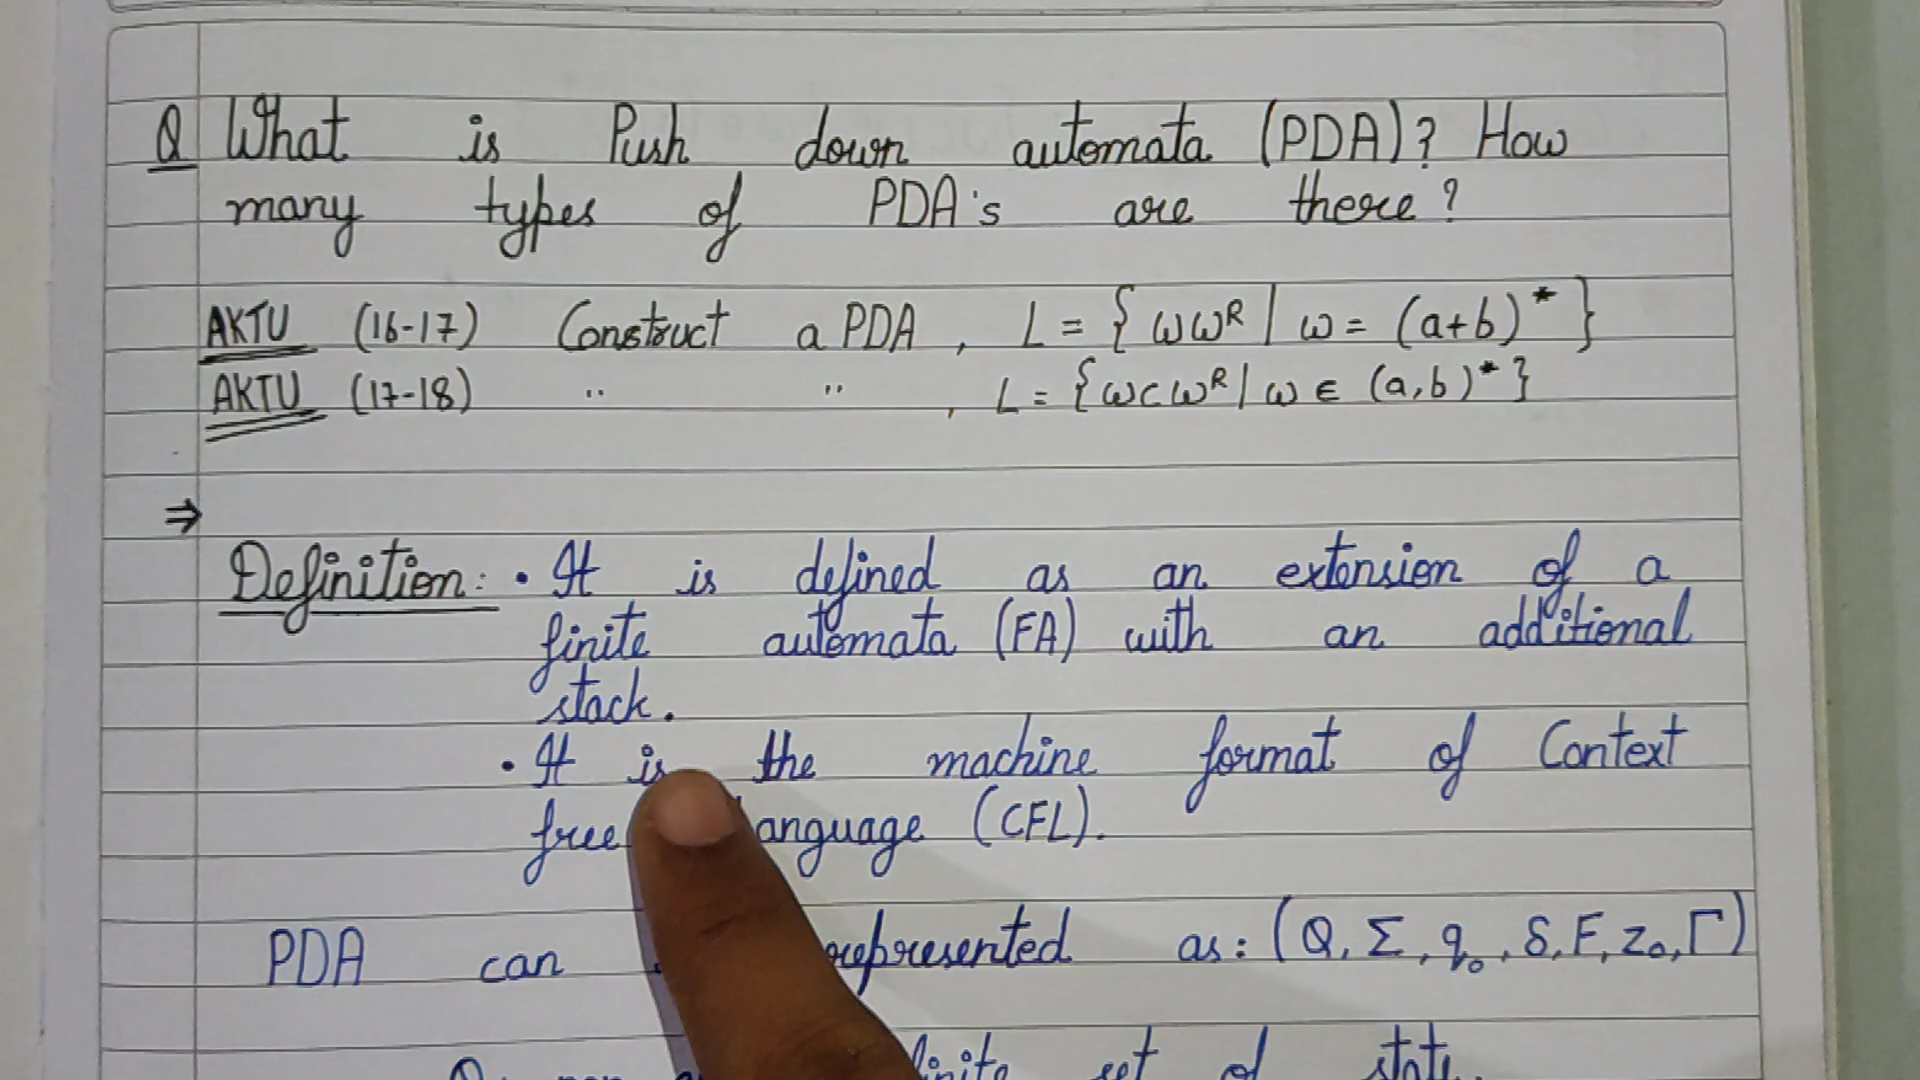 Q What is Push down automata (PDA)? How
many types of PDA's are there?
AKTU (16-17) Construct a PDA, L = { ωω^R | ω = (a+b)* }
AKTU (17-18) " " , L = {ωcω^R | ω ∈ (a,b)*}
⇒
Definition: • It is defined as an extension of a
finite automata (FA) with an additional
stack.
• It is the machine format of Context
free language (CFL).
PDA can represented as: (Q, Σ, q₀, δ, F, z₀, Γ)
finite set of state